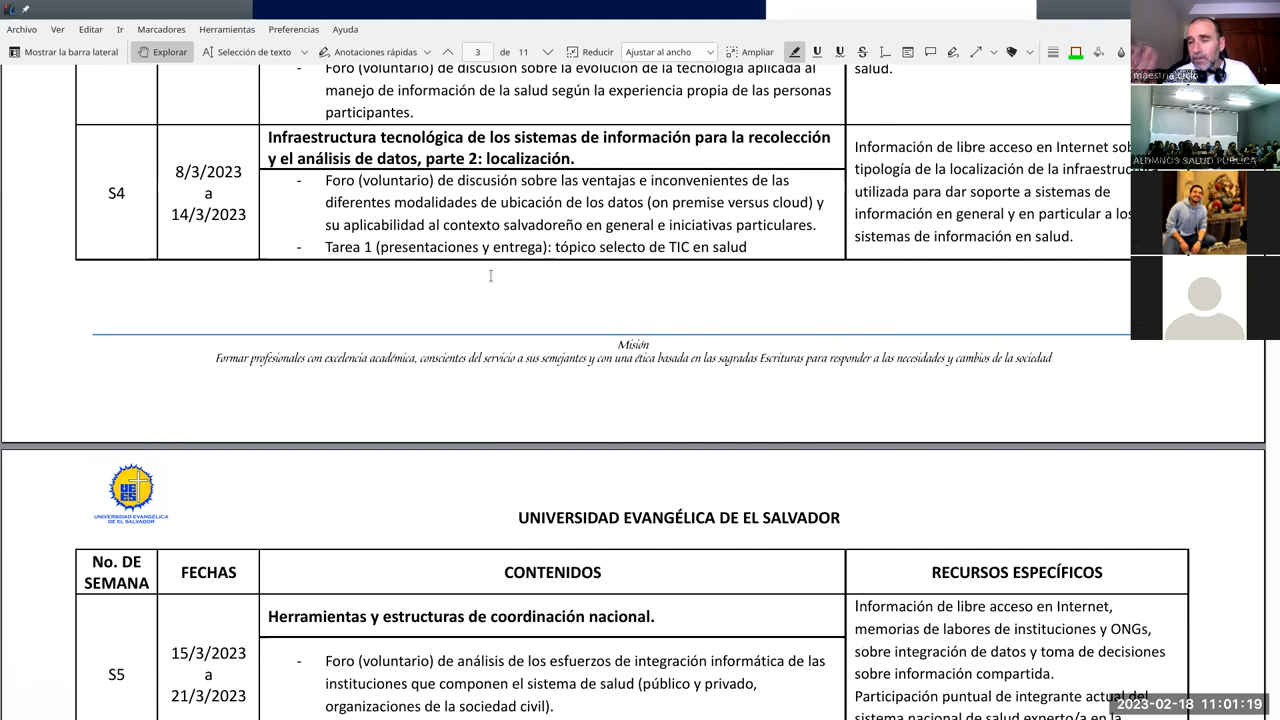 Archivo Ver Editar Ir Marcadores Herramientas Preferencias Ayuda
Mostrar la barra lateral Explorar Selección de texto Anotaciones rápidas 3 de 11 Reducir Ajustar al ancho Ampliar
Foro (voluntario) de discusión sobre la evolución de la tecnología aplicada al
manejo de información de la salud según la experiencia propia de las personas
participantes.
salud.
S4
8/3/2023
a
14/3/2023
Infraestructura tecnológica de los sistemas de información para la recolección
y el análisis de datos, parte 2: localización.
- Foro (voluntario) de discusión sobre las ventajas e inconvenientes de las
diferentes modalidades de ubicación de los datos (on premise versus cloud) y
su aplicabilidad al contexto salvadoreño en general e iniciativas particulares.
- Tarea 1 (presentaciones y entrega): tópico selecto de TIC en salud
Información de libre acceso en Internet
tipología de la localización de la
utilizada para dar soporte a sistemas de
información en general y en particular a los
sistemas de información en salud.
Misión
Formar profesionales con excelencia académica, conscientes del servicio a sus semejantes y con una ética basada en las sagradas Escrituras para responder a las necesidades y cambios de la sociedad
UEES
UNIVERSIDAD EVANGÉLICA
DE EL SALVADOR
UNIVERSIDAD EVANGÉLICA DE EL SALVADOR
No. DE
SEMANA
FECHAS
CONTENIDOS
RECURSOS ESPECÍFICOS
S5
15/3/2023
a
21/3/2023
Herramientas y estructuras de coordinación nacional.
- Foro (voluntario) de análisis de los esfuerzos de integración informática de las
instituciones que componen el sistema de salud (público y privado,
organizaciones de la sociedad civil).
Información de libre acceso en Internet,
memorias de labores de instituciones y ONGs,
sobre integración de datos y toma de decisiones
sobre información compartida.
Participación puntual de integrante actual del
sistema nacional de salud experto/a en la
maestria ciclo
ALUMNOS SALUD PUBLICA
2023-02-18 11:01:19